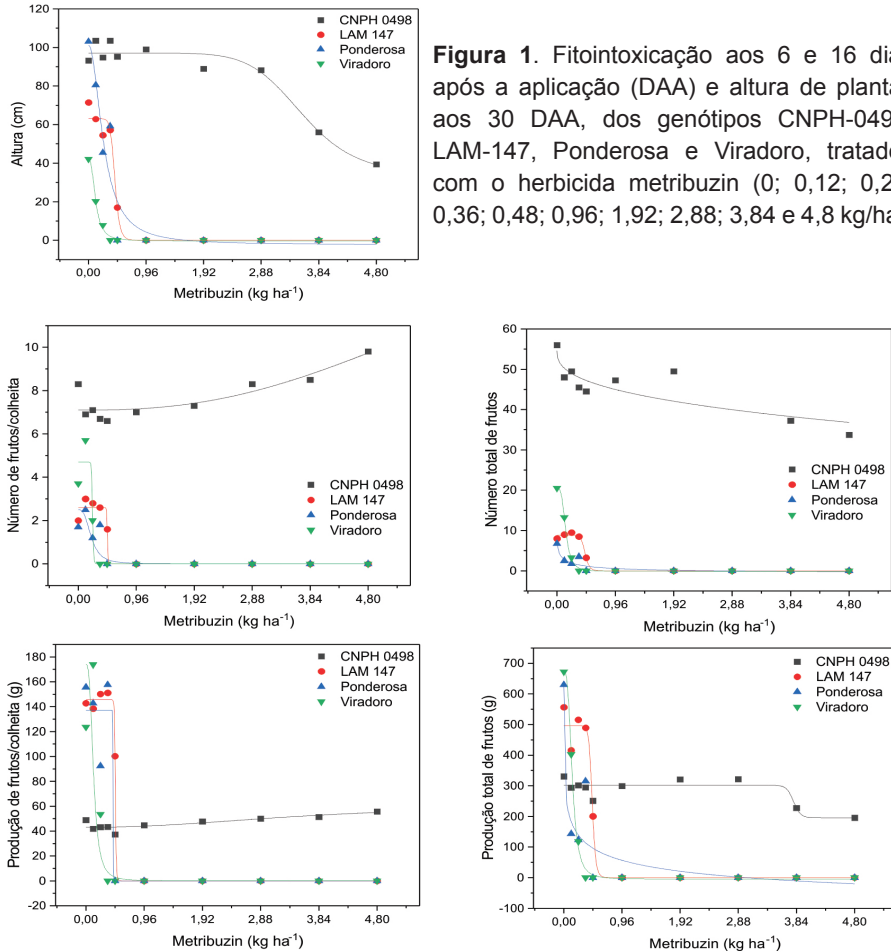 120
100
80
60
40
20
0
Altura (cm)
CNPH 0498
LAM 147
Ponderosa
Viradoro
0,00 0,96 1,92 2,88 3,84 4,80
Metribuzin (kg ha⁻¹)
Figura 1. Fitointoxicação aos 6 e 16 dia
após a aplicação (DAA) e altura de planta
aos 30 DAA, dos genótipos CNPH-049
LAM-147, Ponderosa e Viradoro, tratado
com o herbicida metribuzin (0; 0,12; 0,2
0,36; 0,48; 0,96; 1,92; 2,88; 3,84 e 4,8 kg/ha
10
8
6
4
2
0
Número de frutos/colheita
CNPH 0498
LAM 147
Ponderosa
Viradoro
0,00 0,96 1,92 2,88 3,84 4,80
Metribuzin (kg ha⁻¹)
60
50
40
30
20
10
0
-10
Número total de frutos
CNPH 0498
LAM 147
Ponderosa
Viradoro
0,00 0,96 1,92 2,88 3,84 4,80
Metribuzin (kg ha⁻¹)
180
160
140
120
100
80
60
40
20
0
-20
Produção de frutos/colheita (g)
CNPH 0498
LAM 147
Ponderosa
Viradoro
0,00 0,96 1,92 2,88 3,84 4,80
Metribuzin (kg ha⁻¹)
700
600
500
400
300
200
100
0
-100
Produção total de frutos (g)
CNPH 0498
LAM 147
Ponderosa
Viradoro
0,00 0,96 1,92 2,88 3,84 4,80
Metribuzin (kg ha⁻¹)